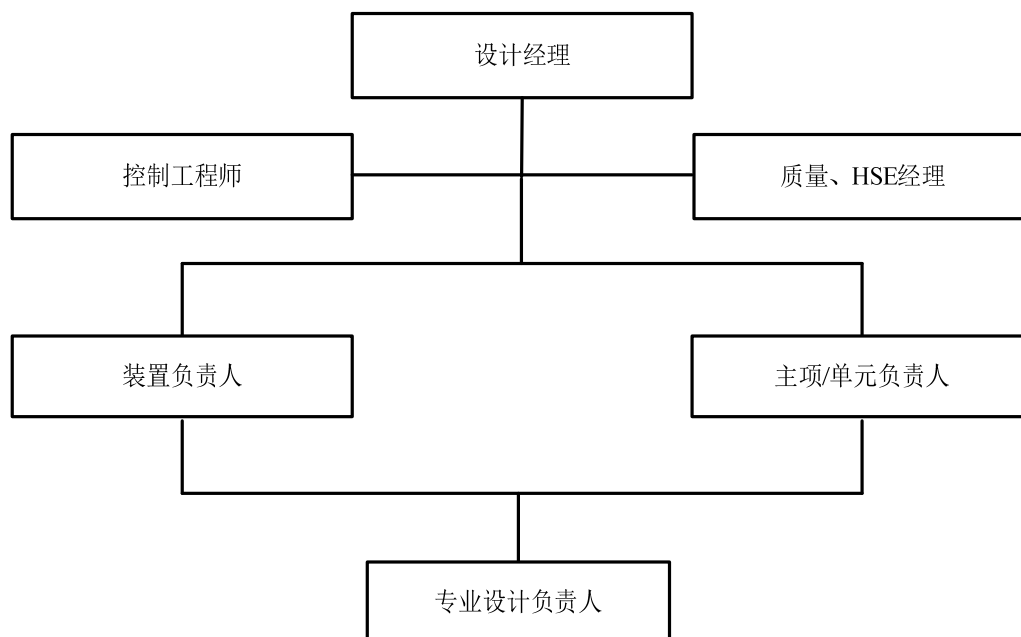 设计经理
控制工程师
质量、HSE经理
装置负责人
主项/单元负责人
专业设计负责人